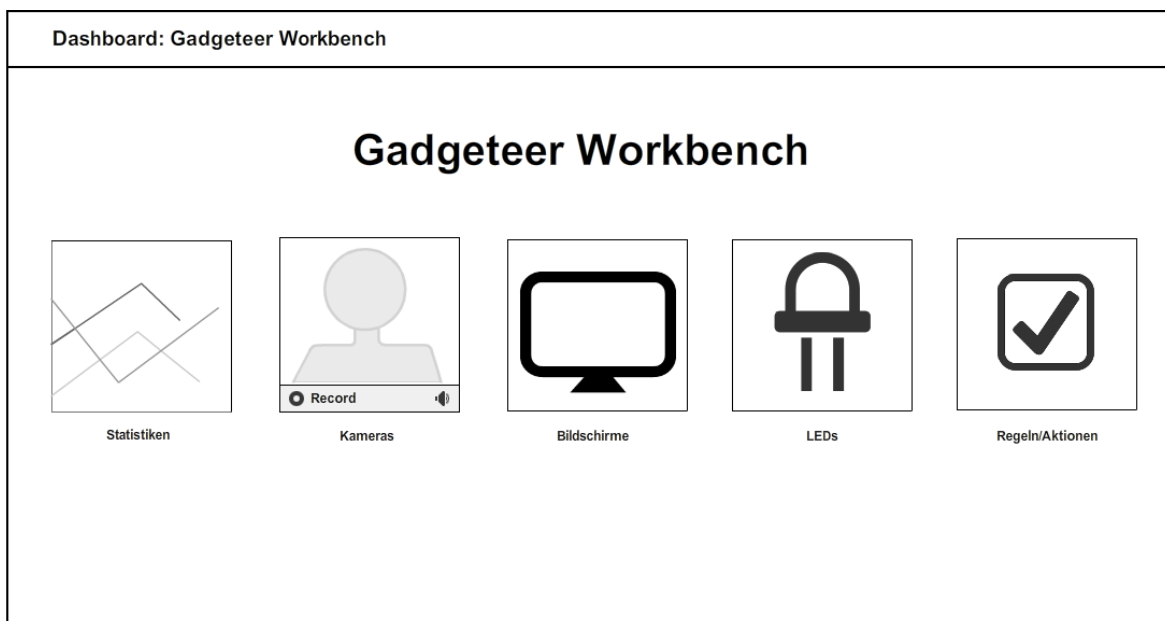 Dashboard: Gadgeteer Workbench
Gadgeteer Workbench
Record
Statistiken
Kameras
Bildschirme
LEDs
Regeln/Aktionen